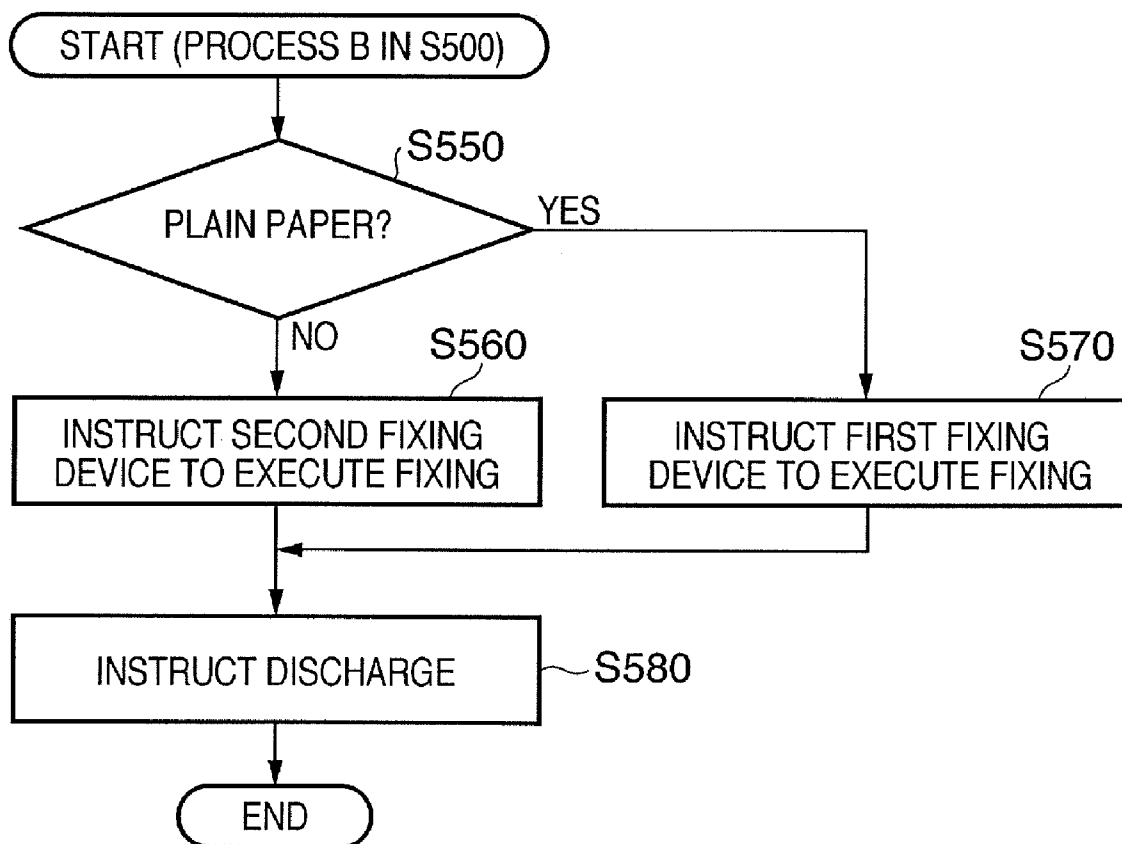 START (PROCESS B IN S500)
S550
PLAIN PAPER?
YES
NO
S560
S570
INSTRUCT SECOND FIXING
DEVICE TO EXECUTE FIXING
INSTRUCT FIRST FIXING
DEVICE TO EXECUTE FIXING
INSTRUCT DISCHARGE
S580
END